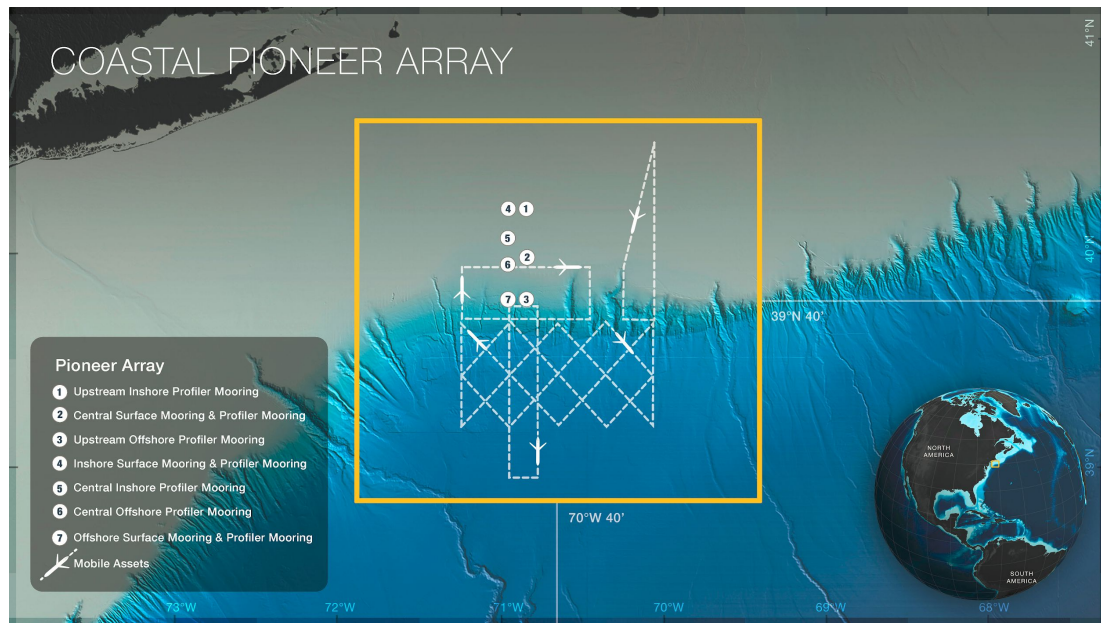 COASTAL PIONEER ARRAY
41°N
4 1
5
2
6
40°N
7 3
39°N 40'
Pioneer Array
1 Upstream Inshore Profiler Mooring
2 Central Surface Mooring & Profiler Mooring
3 Upstream Offshore Profiler Mooring
4 Inshore Surface Mooring & Profiler Mooring
5 Central Inshore Profiler Mooring
6 Central Offshore Profiler Mooring
7 Offshore Surface Mooring & Profiler Mooring
Mobile Assets
NORTH
AMERICA
39°N
70°W 40'
SOUTH
AMERICA
73°W 72°W 71°W 70°W 69°W 68°W